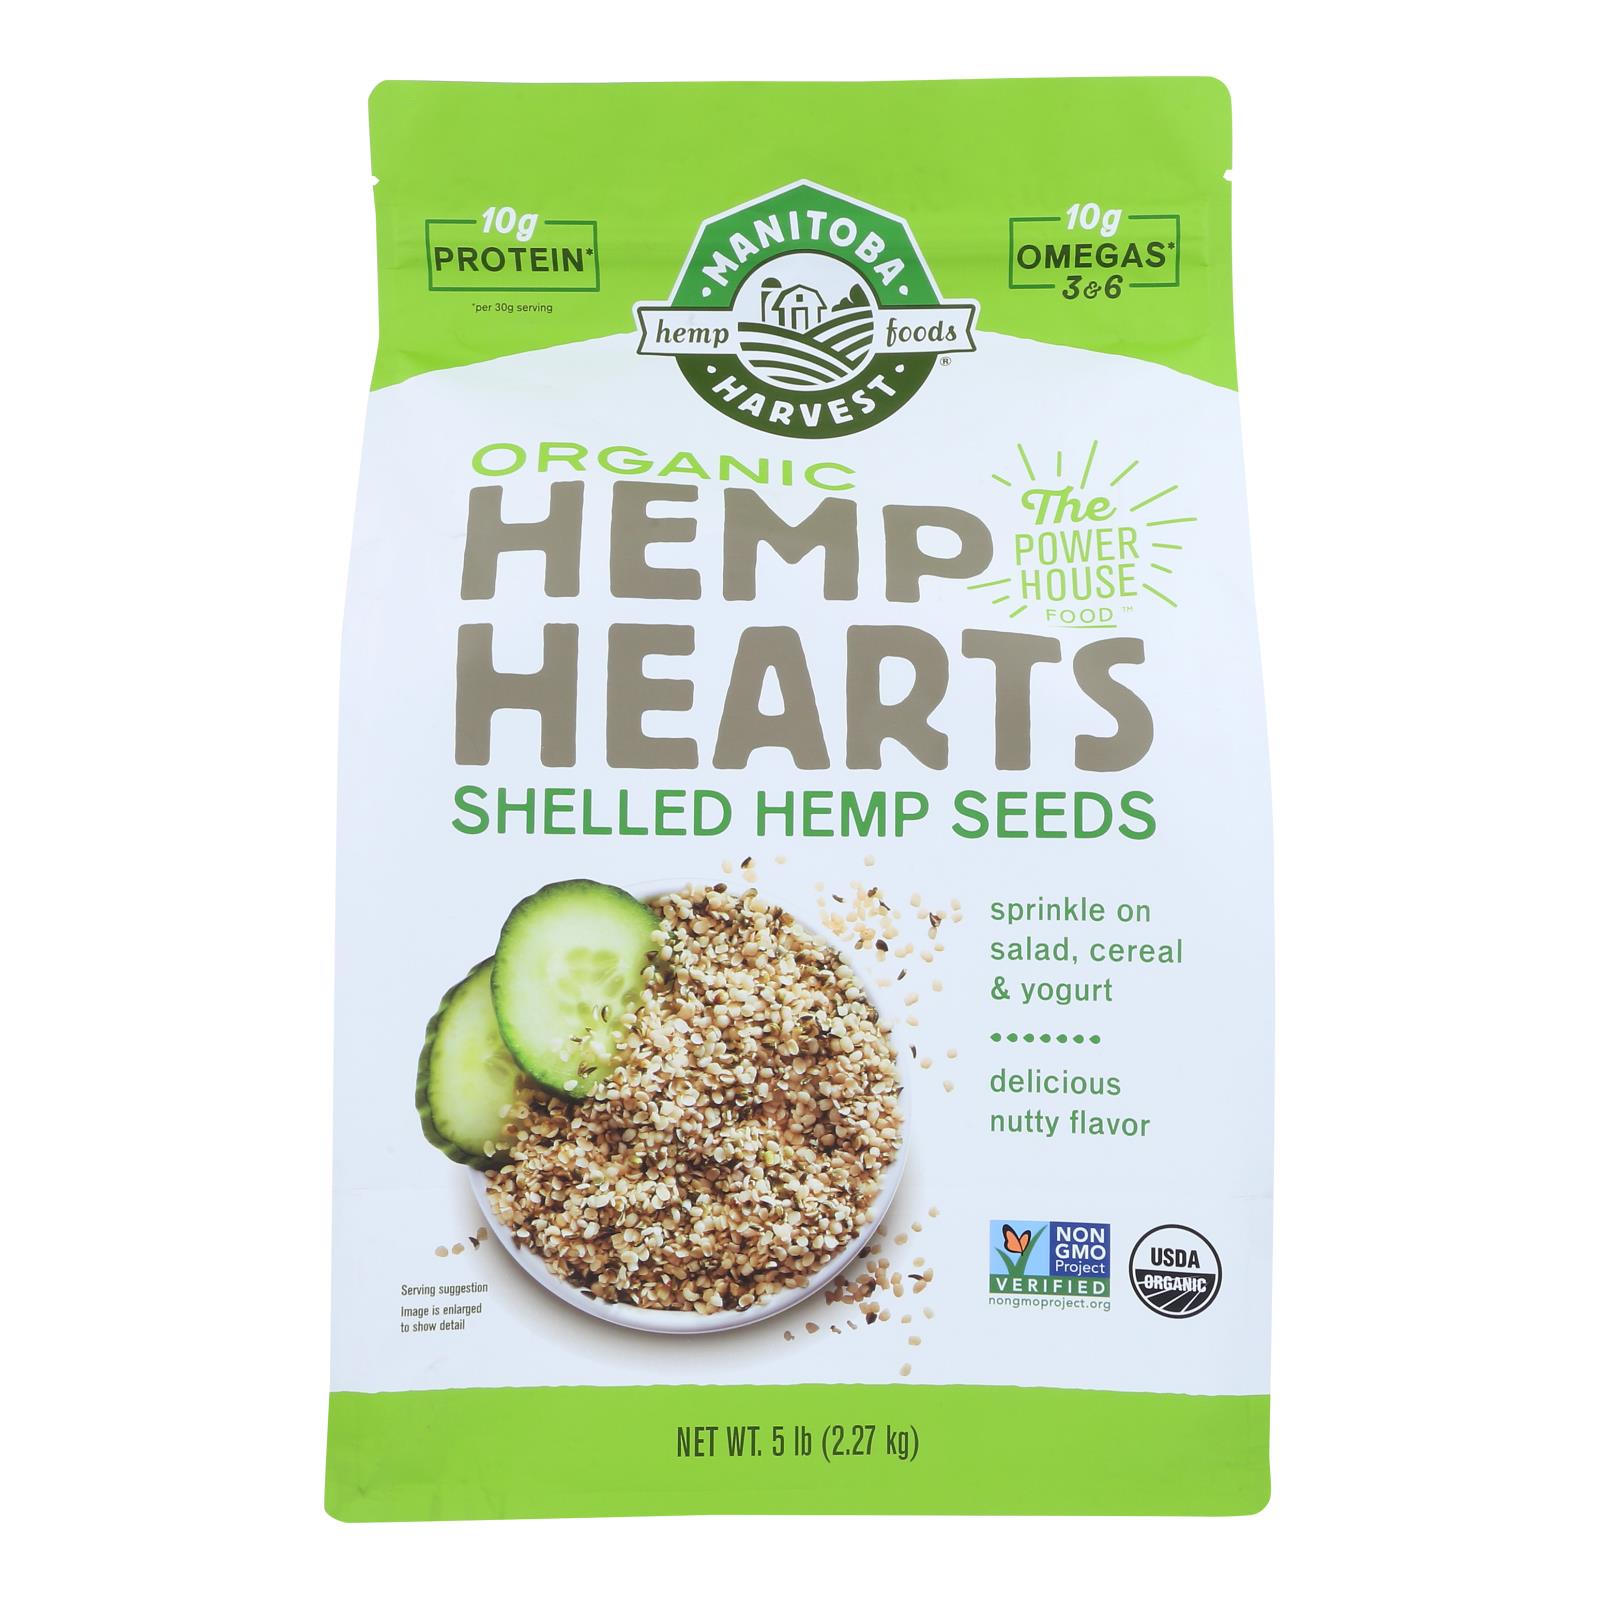 10g
PROTEIN*
*per 30g serving
MANITOBA
hemp foods
HARVEST
®
10g
OMEGAS*
3&6
ORGANIC
HEMP
HEARTS
The
POWER
HOUSE
FOOD™
SHELLED HEMP SEEDS
sprinkle on
salad, cereal
& yogurt
delicious
nutty flavor
NON
GMO
Project
VERIFIED
nongmoproject.org
USDA
ORGANIC
Serving suggestion
Image is enlarged
to show detail
NET WT. 5 lb (2.27 kg)